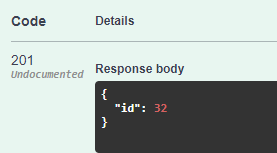 Code Details
201
Undocumented
Response body
{
  "id": 32
}